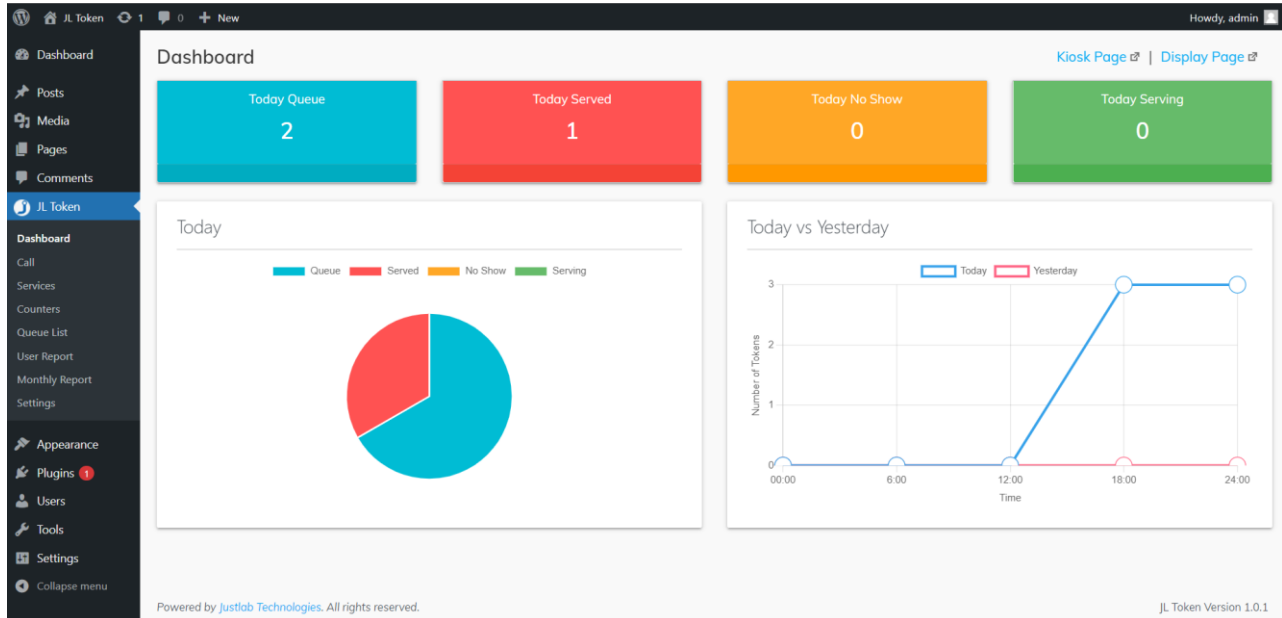 JL Token 1 0 New Howdy, admin
Dashboard
Posts
Media
Pages
Comments
JL Token
Dashboard
Call
Services
Counters
Queue List
User Report
Monthly Report
Settings
Appearance
Plugins 1
Users
Tools
Settings
Collapse menu
Dashboard
Kiosk Page | Display Page
Today Queue
2
Today Served
1
Today No Show
0
Today Serving
0
Today
Queue Served No Show Serving
Today vs Yesterday
Today Yesterday
Number of Tokens
3
2
1
0
00:00 6:00 12:00 18:00 24:00
Time
Powered by Justlab Technologies. All rights reserved.
JL Token Version 1.0.1